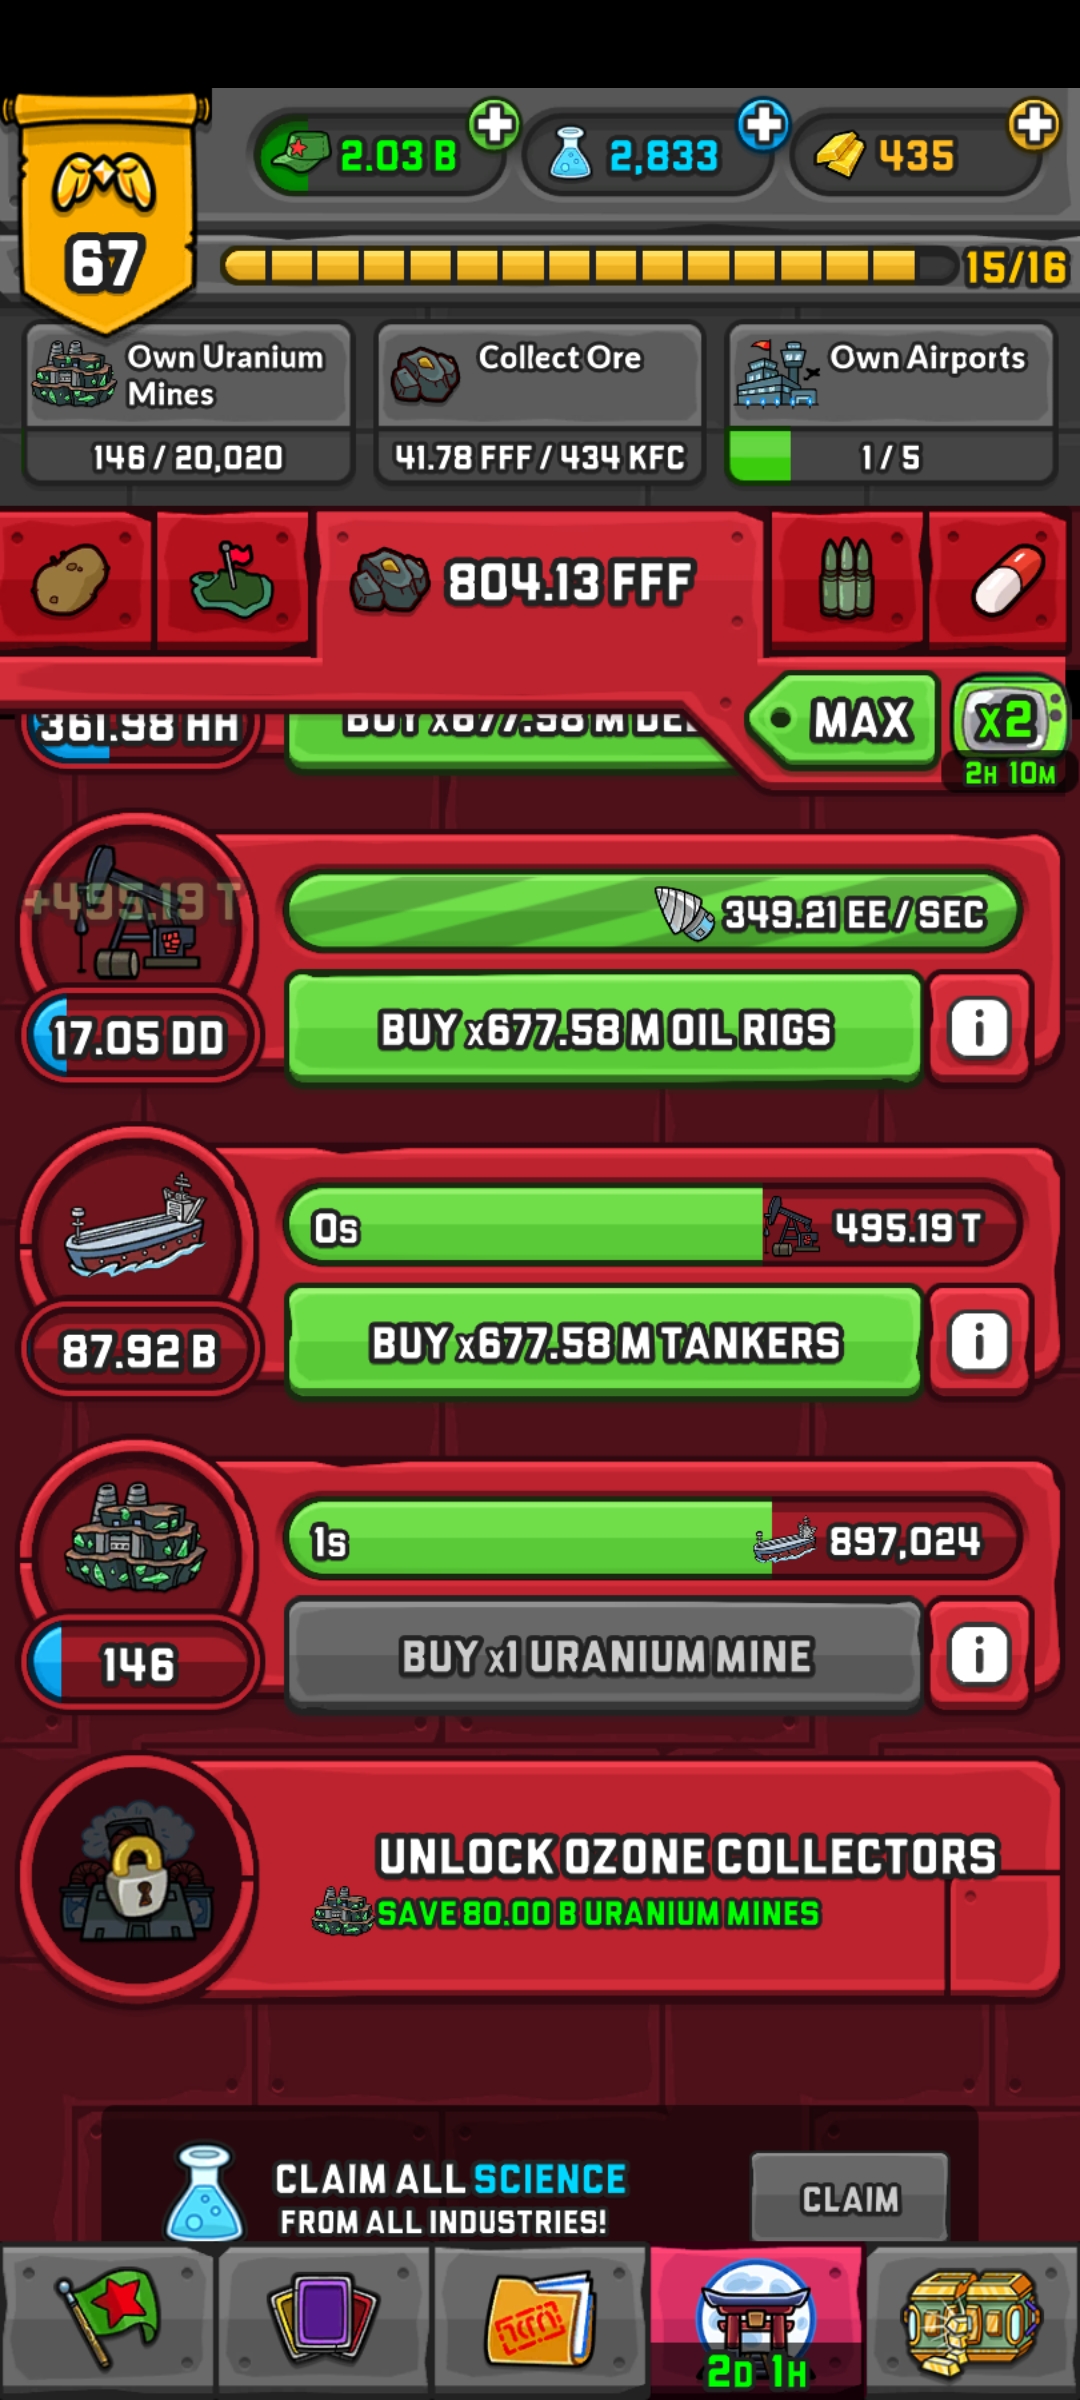 2.03 B
2,833
435
67
15/16
Own Uranium
Mines
146 / 20,020
Collect Ore
41.78 FFF / 434 KFC
Own Airports
1 / 5
804.13 FFF
MAX
x2
2H 10M
361.98 HH
BUY x677.58 M DE
+495.19 T
349.21 EE / SEC
17.05 DD
BUY x677.58 M OIL RIGS
i
0s
495.19 T
87.92 B
BUY x677.58 M TANKERS
i
1s
897,024
146
BUY x1 URANIUM MINE
i
UNLOCK OZONE COLLECTORS
SAVE 80.00 B URANIUM MINES
CLAIM ALL SCIENCE
FROM ALL INDUSTRIES!
CLAIM
2D 1H